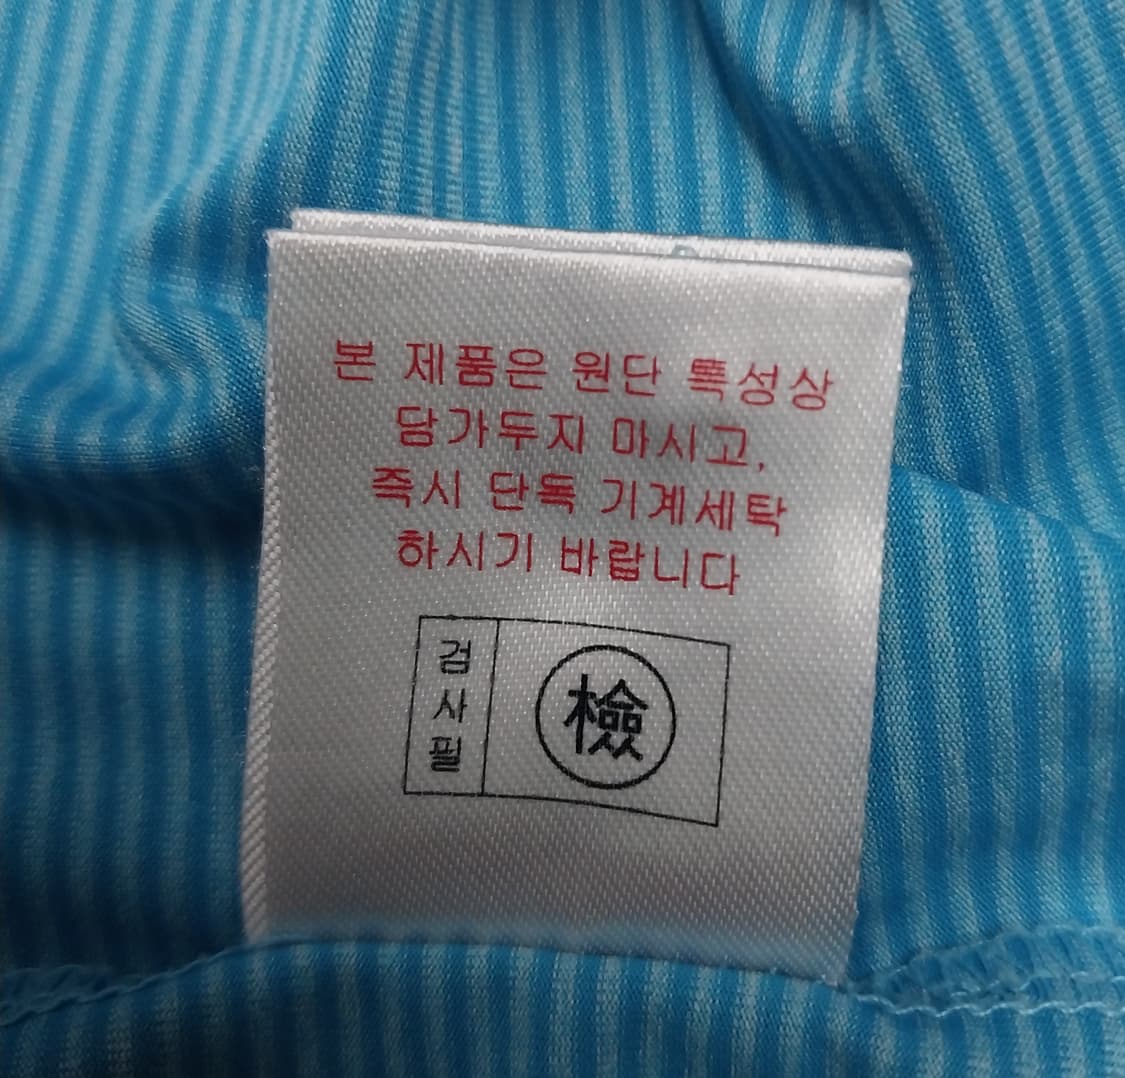 본 제품은 원단 특성상
담가두지 마시고,
즉시 단독 기계세탁
하시기 바랍니다
검사필
檢